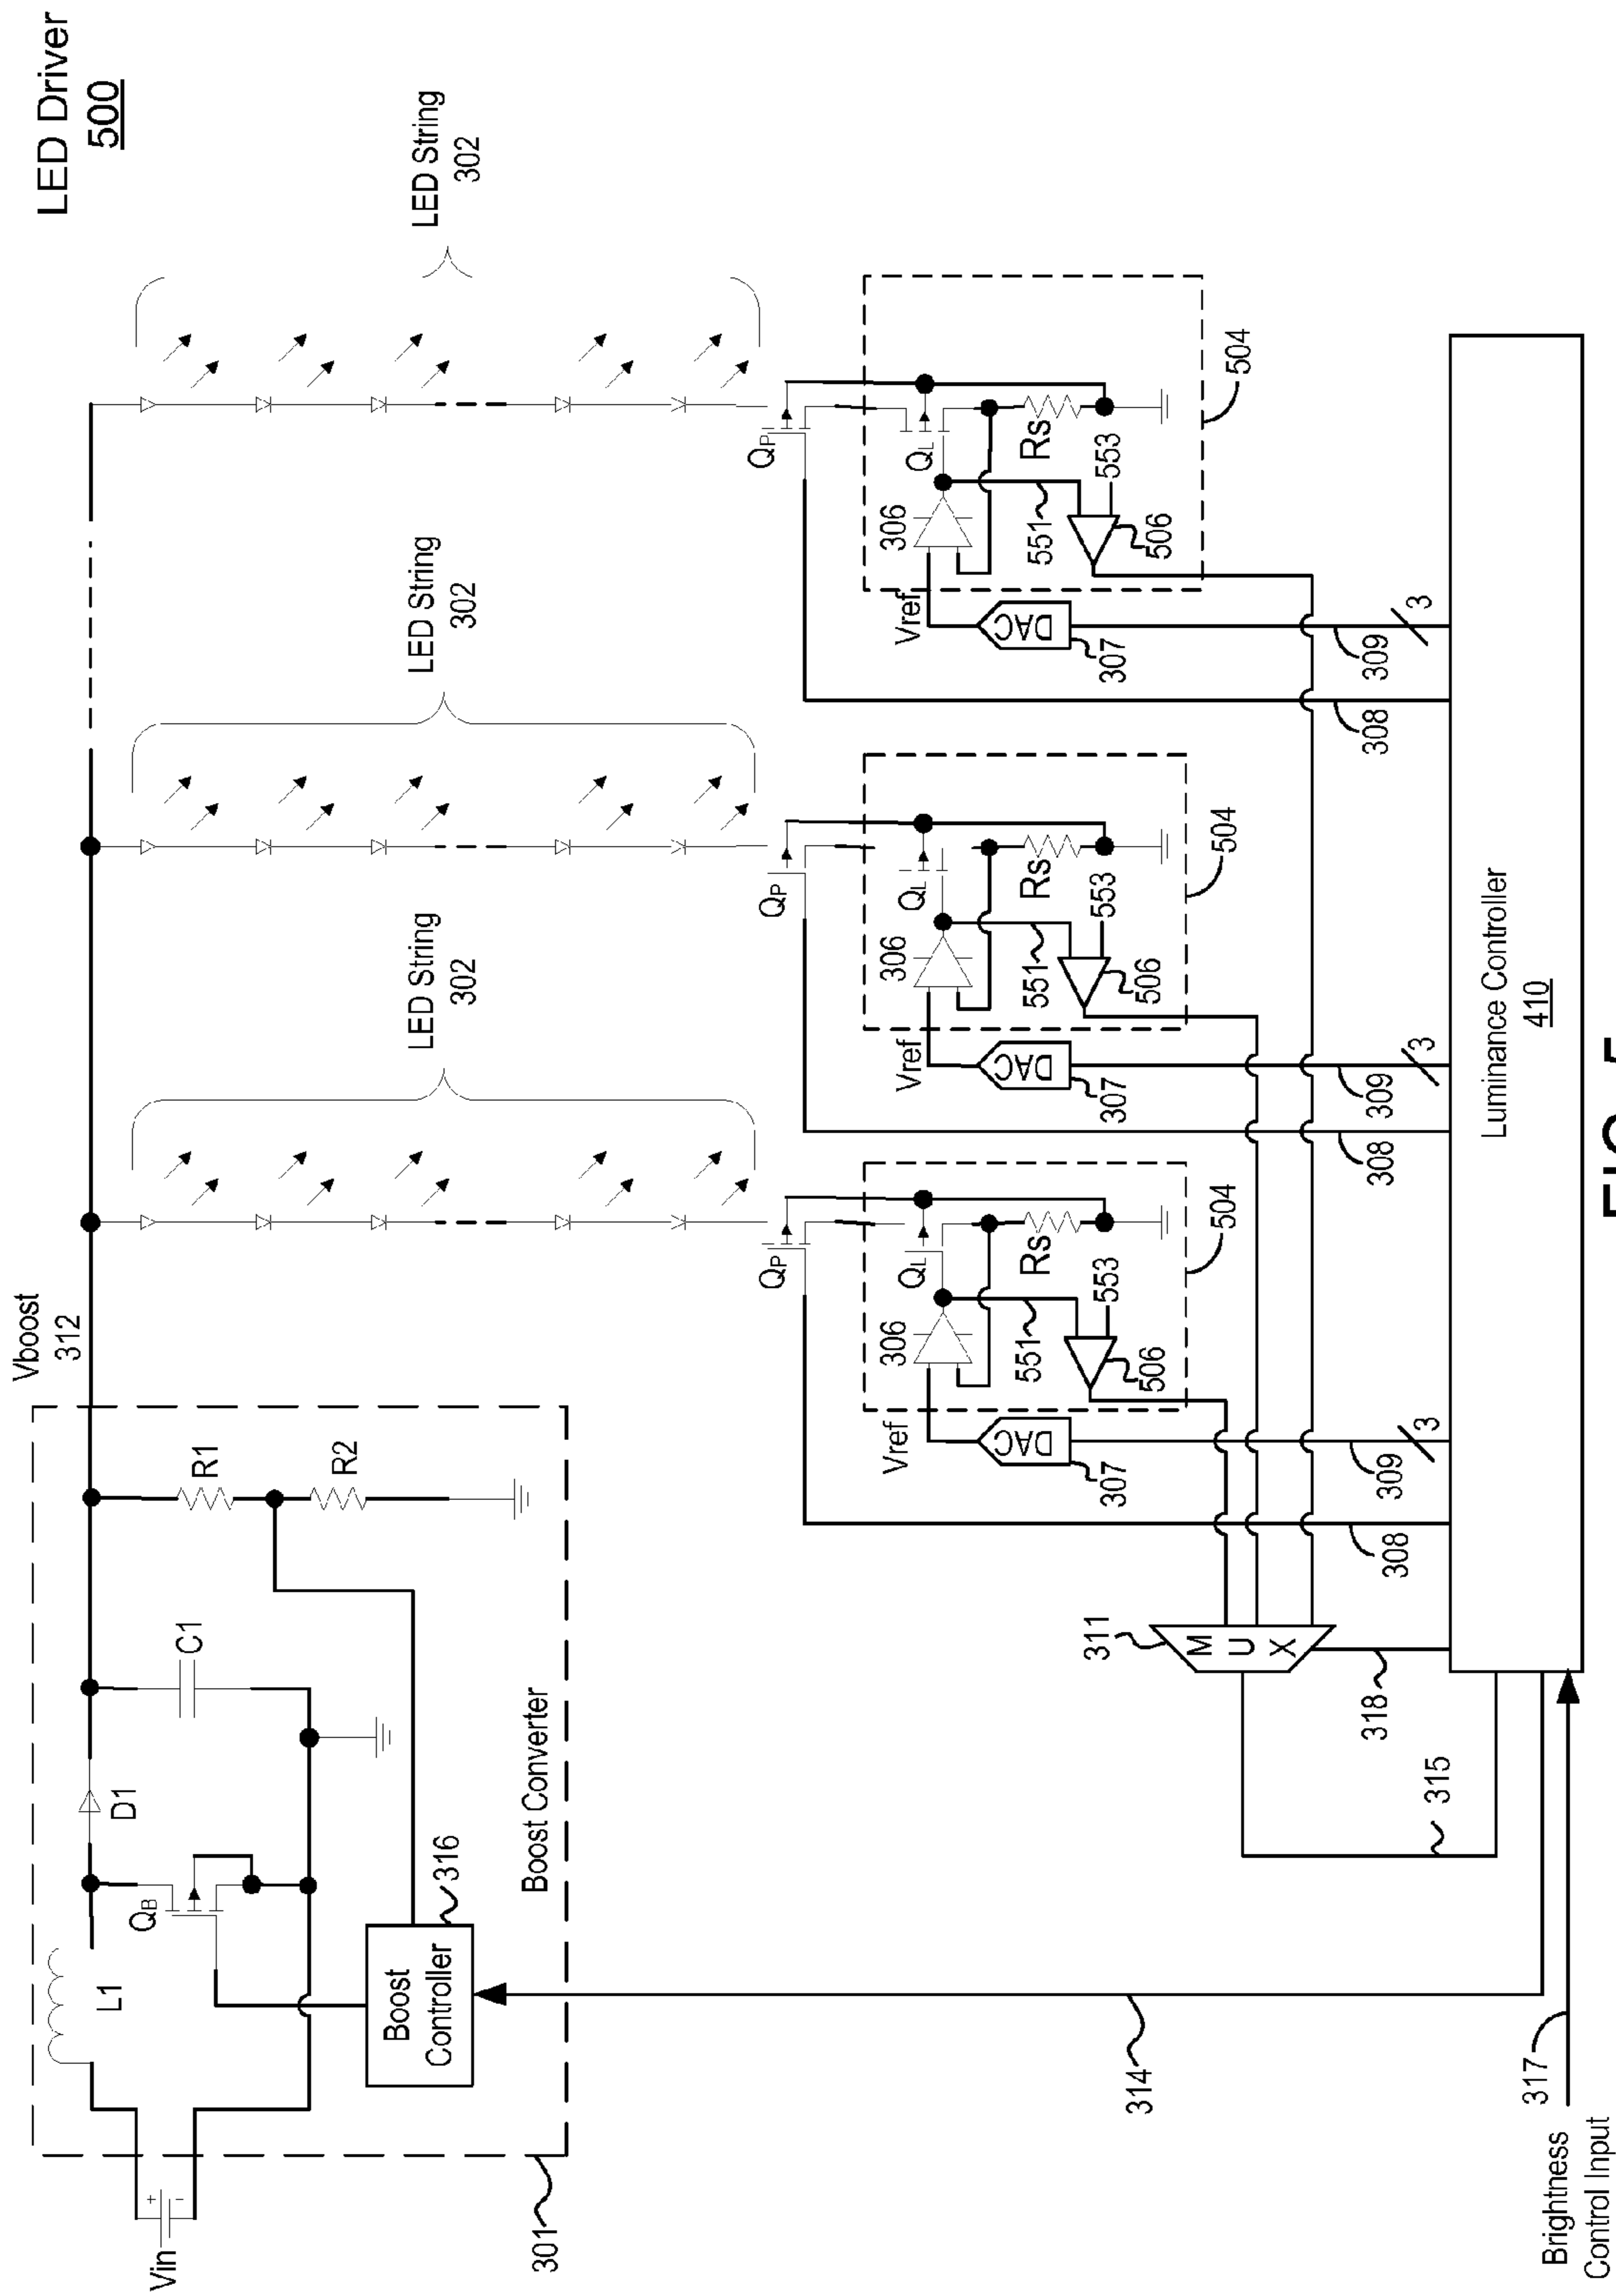 LED Driver
500
Vboost
312
LED String
302
LED String
302
LED String
302
Vin
+
-
L1
QB
D1
C1
R1
R2
Boost
Controller
316
Boost Converter
301
QP
QP
QP
306
QL
Rs
551
553
506
504
306
QL
Rs
551
553
506
504
306
QL
Rs
551
553
506
504
Vref
DAC
307
309
3
308
Vref
DAC
307
309
3
308
Vref
DAC
307
309
3
308
311
M
U
X
318
315
314
317
Brightness
Control Input
Luminance Controller
410